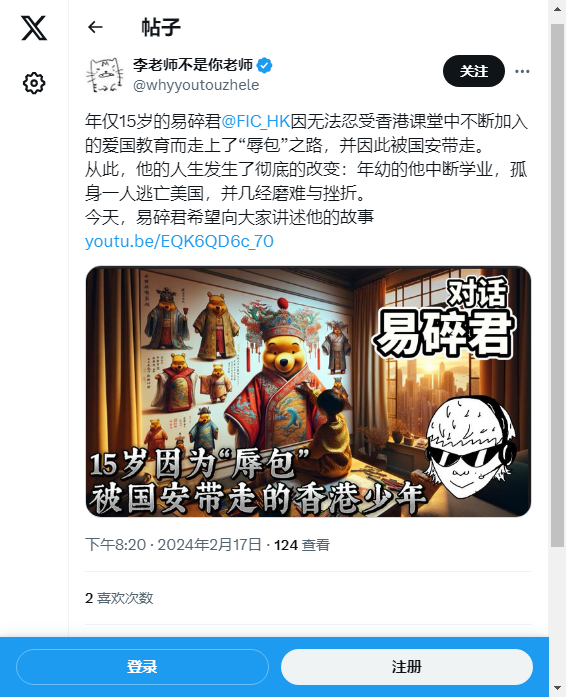 帖子
李老师不是你老师
@whyyoutouzhele
关注
年仅15岁的易碎君@FIC_HK因无法忍受香港课堂中不断加入
的爱国教育而走上了“辱包”之路，并因此被国安带走。
从此，他的人生发生了彻底的改变：年幼的他中断学业，孤
身一人逃亡美国，并几经磨难与挫折。
今天，易碎君希望向大家讲述他的故事
youtu.be/EQK6QD6c_70
对话
易碎君
15岁因为“辱包”
被国安带走的香港少年
下午8:20 · 2024年2月17日 · 124 查看
2 喜欢次数
登录
注册